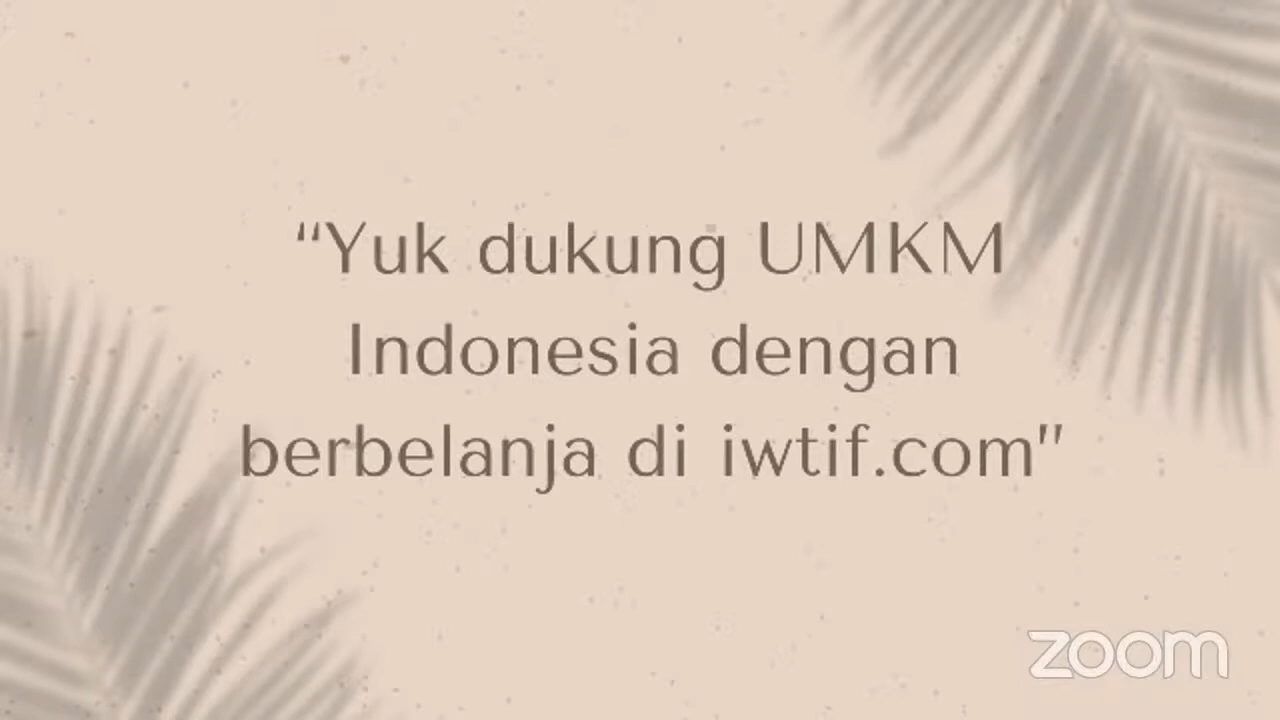 “Yuk dukung UMKM
Indonesia dengan
berbelanja di iwtif.com”
zoom